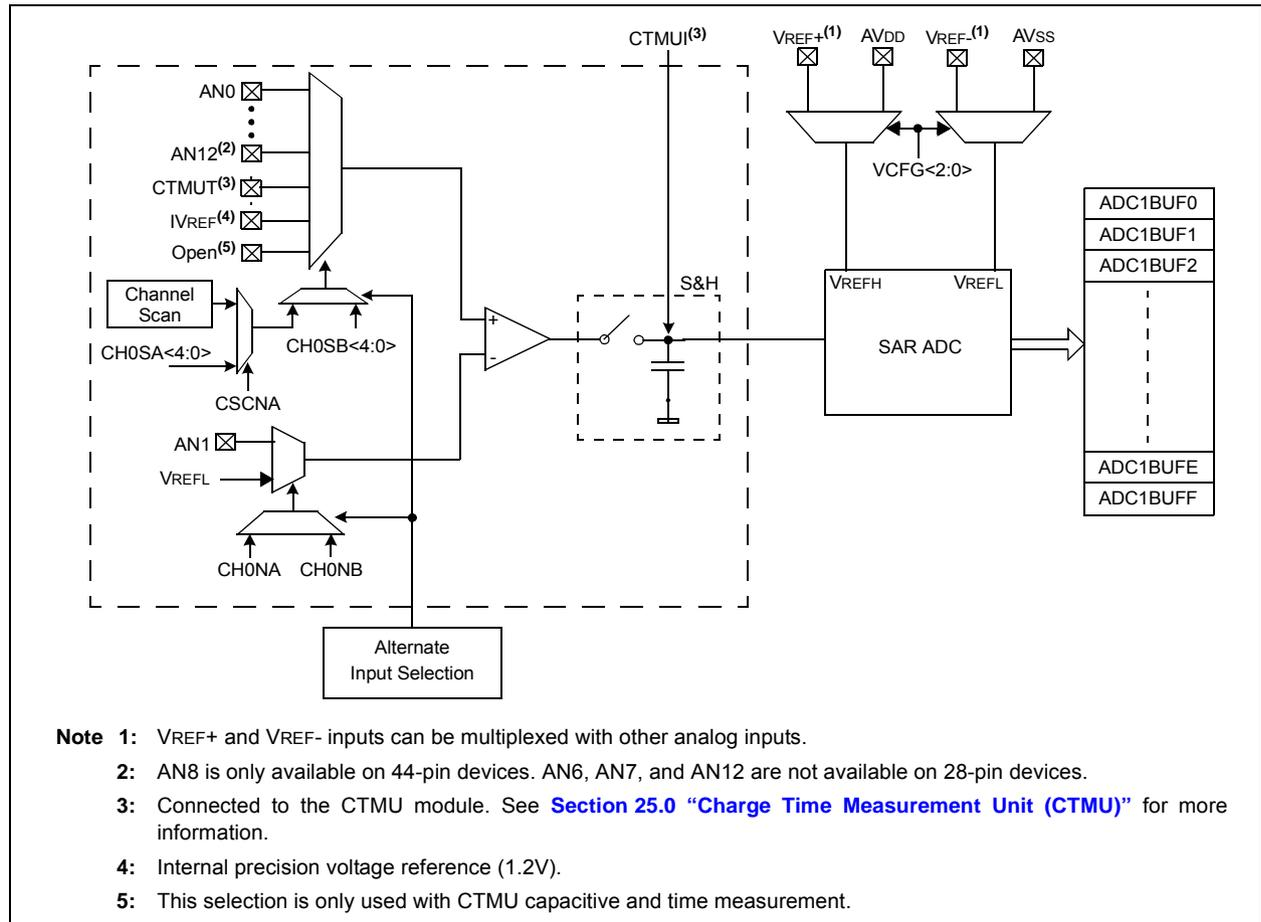 CTMUI(3)
VREF+(1)
AVDD
VREF-(1)
AVSS
AN0
AN12(2)
CTMUT(3)
IVREF(4)
Open(5)
VCFG<2:0>
ADC1BUF0
ADC1BUF1
ADC1BUF2
Channel
Scan
S&H
VREFH
VREFL
CH0SA<4:0>
CH0SB<4:0>
SAR ADC
CSCNA
AN1
VREFL
ADC1BUFE
ADC1BUFF
CH0NA
CH0NB
Alternate
Input Selection
Note 1: VREF+ and VREF- inputs can be multiplexed with other analog inputs.
2: AN8 is only available on 44-pin devices. AN6, AN7, and AN12 are not available on 28-pin devices.
3: Connected to the CTMU module. See Section 25.0 “Charge Time Measurement Unit (CTMU)” for more
information.
4: Internal precision voltage reference (1.2V).
5: This selection is only used with CTMU capacitive and time measurement.